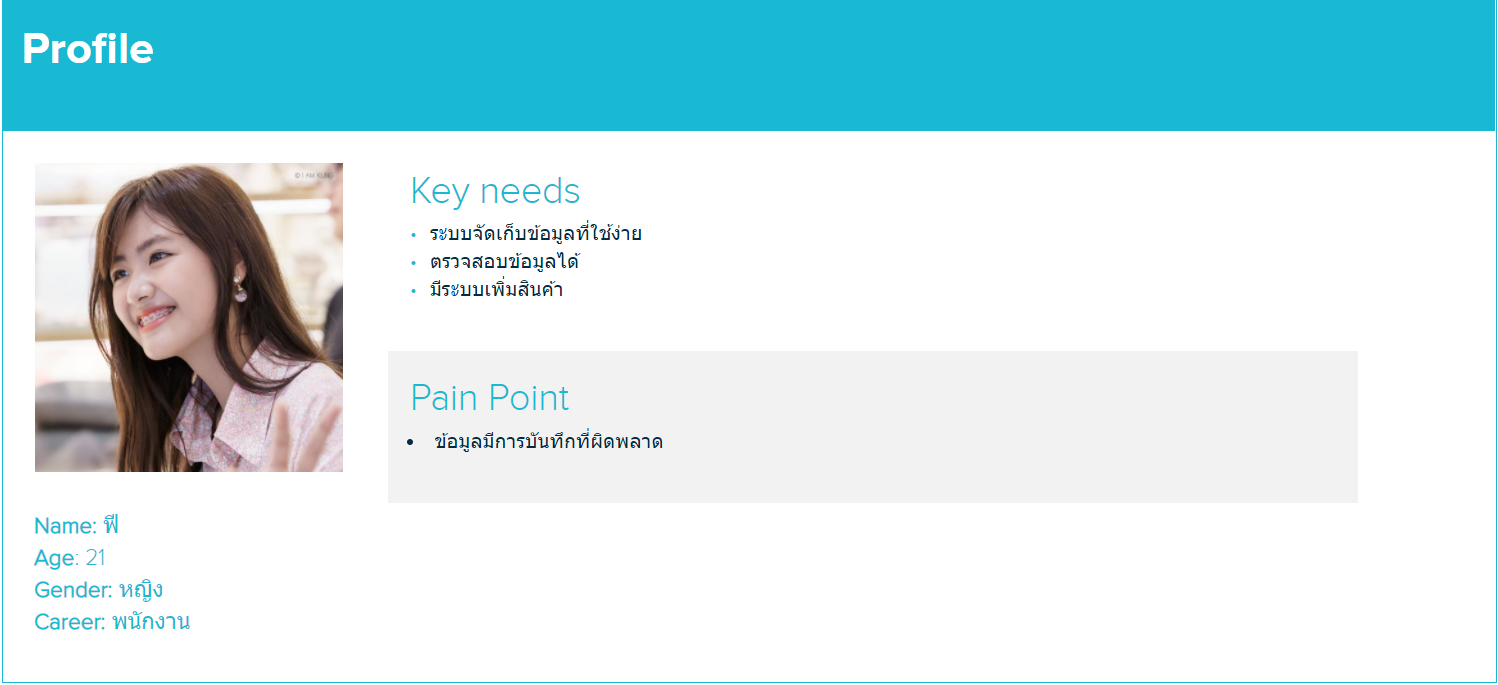 Profile
© I AM KUNG
Key needs
• ระบบจัดเก็บข้อมูลที่ใช้ง่าย
• ตรวจสอบข้อมูลได้
• มีระบบเพิ่มสินค้า
Pain Point
• ข้อมูลมีการบันทึกที่ผิดพลาด
Name: ฟี
Age: 21
Gender: หญิง
Career: พนักงาน